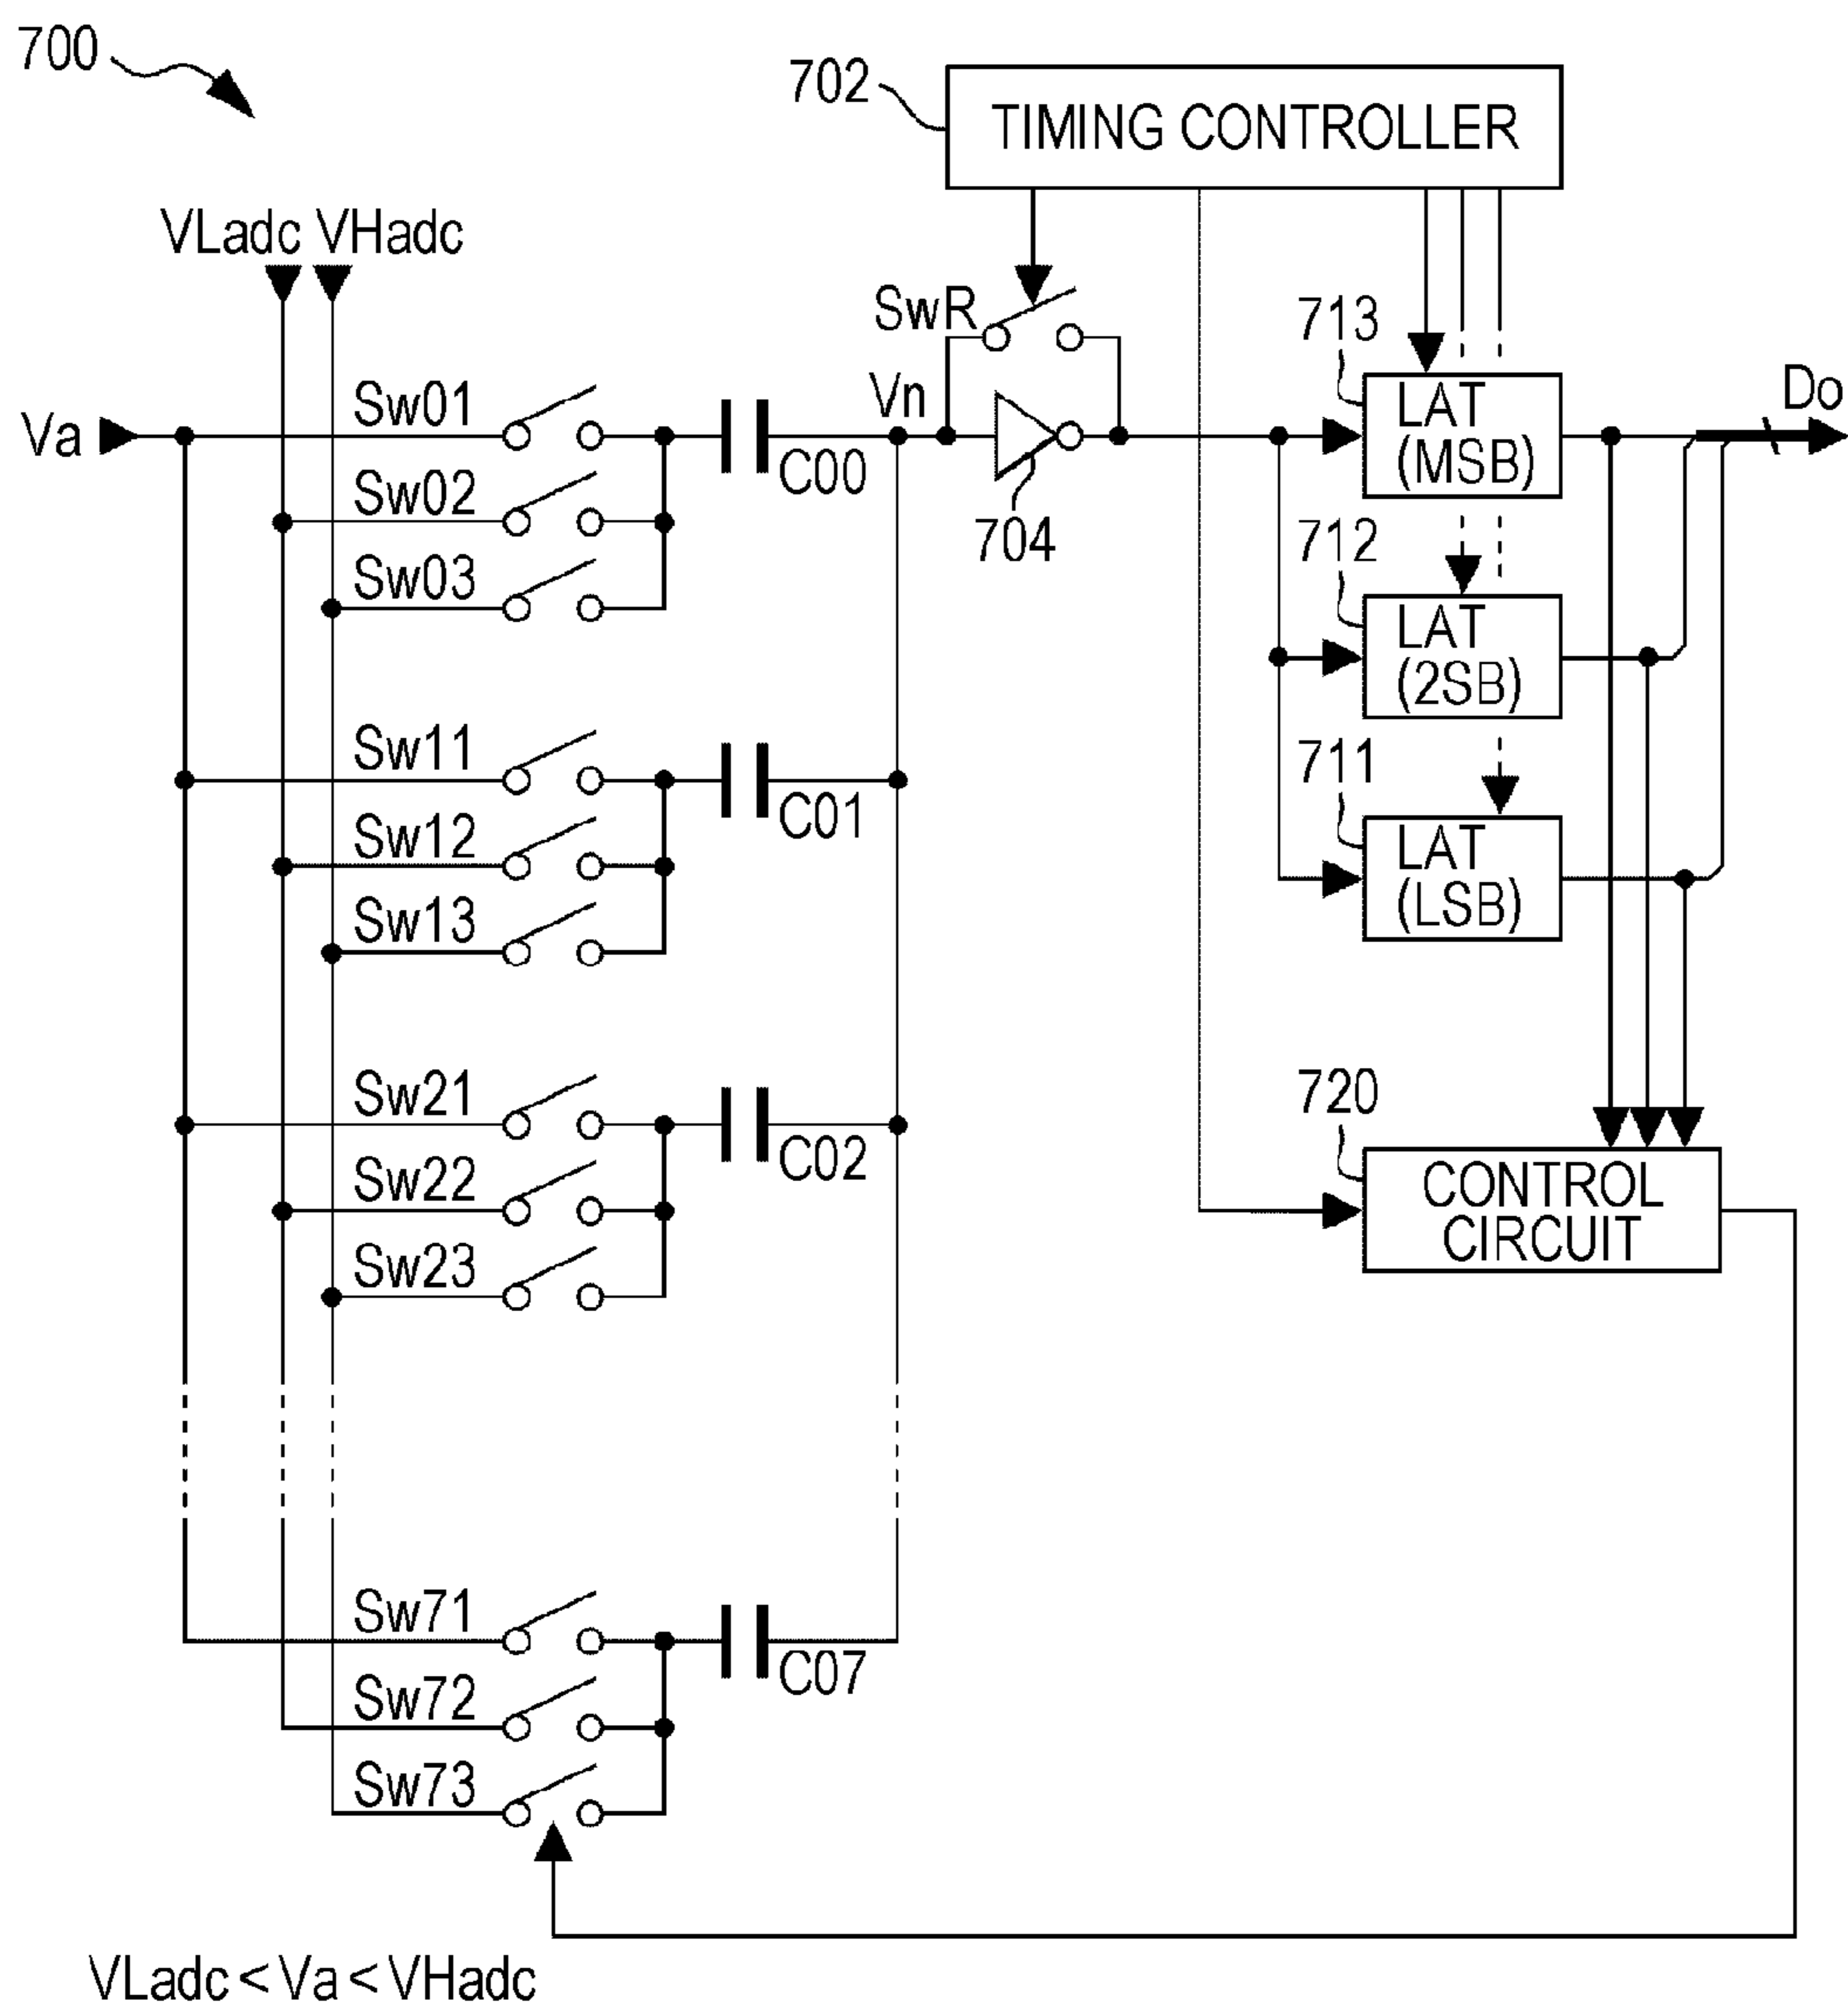 700
702
TIMING CONTROLLER
VLadc VHadc
SwR
713
Sw01
Vn
LAT
(MSB)
Do
Va
C00
Sw02
704
712
Sw03
LAT
(2SB)
Sw11
711
C01
Sw12
LAT
(LSB)
Sw13
Sw21
720
C02
Sw22
CONTROL
CIRCUIT
Sw23
Sw71
C07
Sw72
Sw73
VLadc < Va < VHadc